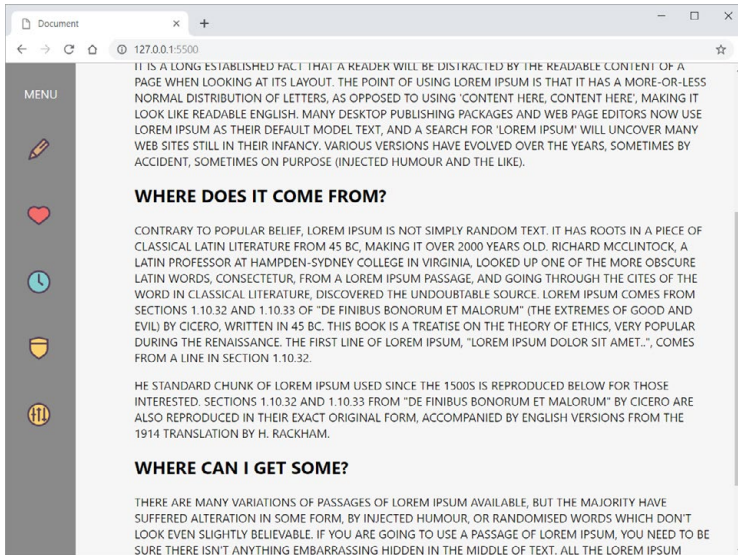 Document
127.0.0.1:5500
MENU
IT IS A LONG ESTABLISHED FACT THAT A READER WILL BE DISTRACTED BY THE READABLE CONTENT OF A
PAGE WHEN LOOKING AT ITS LAYOUT. THE POINT OF USING LOREM IPSUM IS THAT IT HAS A MORE-OR-LESS
NORMAL DISTRIBUTION OF LETTERS, AS OPPOSED TO USING 'CONTENT HERE, CONTENT HERE', MAKING IT
LOOK LIKE READABLE ENGLISH. MANY DESKTOP PUBLISHING PACKAGES AND WEB PAGE EDITORS NOW USE
LOREM IPSUM AS THEIR DEFAULT MODEL TEXT, AND A SEARCH FOR 'LOREM IPSUM' WILL UNCOVER MANY
WEB SITES STILL IN THEIR INFANCY. VARIOUS VERSIONS HAVE EVOLVED OVER THE YEARS, SOMETIMES BY
ACCIDENT, SOMETIMES ON PURPOSE (INJECTED HUMOUR AND THE LIKE).
WHERE DOES IT COME FROM?
CONTRARY TO POPULAR BELIEF, LOREM IPSUM IS NOT SIMPLY RANDOM TEXT. IT HAS ROOTS IN A PIECE OF
CLASSICAL LATIN LITERATURE FROM 45 BC, MAKING IT OVER 2000 YEARS OLD. RICHARD MCCLINTOCK, A
LATIN PROFESSOR AT HAMPDEN-SYDNEY COLLEGE IN VIRGINIA, LOOKED UP ONE OF THE MORE OBSCURE
LATIN WORDS, CONSECTETUR, FROM A LOREM IPSUM PASSAGE, AND GOING THROUGH THE CITES OF THE
WORD IN CLASSICAL LITERATURE, DISCOVERED THE UNDOUBTABLE SOURCE. LOREM IPSUM COMES FROM
SECTIONS 1.10.32 AND 1.10.33 OF "DE FINIBUS BONORUM ET MALORUM" (THE EXTREMES OF GOOD AND
EVIL) BY CICERO, WRITTEN IN 45 BC. THIS BOOK IS A TREATISE ON THE THEORY OF ETHICS, VERY POPULAR
DURING THE RENAISSANCE. THE FIRST LINE OF LOREM IPSUM, "LOREM IPSUM DOLOR SIT AMET..", COMES
FROM A LINE IN SECTION 1.10.32.
HE STANDARD CHUNK OF LOREM IPSUM USED SINCE THE 1500S IS REPRODUCED BELOW FOR THOSE
INTERESTED. SECTIONS 1.10.32 AND 1.10.33 FROM "DE FINIBUS BONORUM ET MALORUM" BY CICERO ARE
ALSO REPRODUCED IN THEIR EXACT ORIGINAL FORM, ACCOMPANIED BY ENGLISH VERSIONS FROM THE
1914 TRANSLATION BY H. RACKHAM.
WHERE CAN I GET SOME?
THERE ARE MANY VARIATIONS OF PASSAGES OF LOREM IPSUM AVAILABLE, BUT THE MAJORITY HAVE
SUFFERED ALTERATION IN SOME FORM, BY INJECTED HUMOUR, OR RANDOMISED WORDS WHICH DON'T
LOOK EVEN SLIGHTLY BELIEVABLE. IF YOU ARE GOING TO USE A PASSAGE OF LOREM IPSUM, YOU NEED TO BE
SURE THERE ISN'T ANYTHING EMBARRASSING HIDDEN IN THE MIDDLE OF TEXT. ALL THE LOREM IPSUM